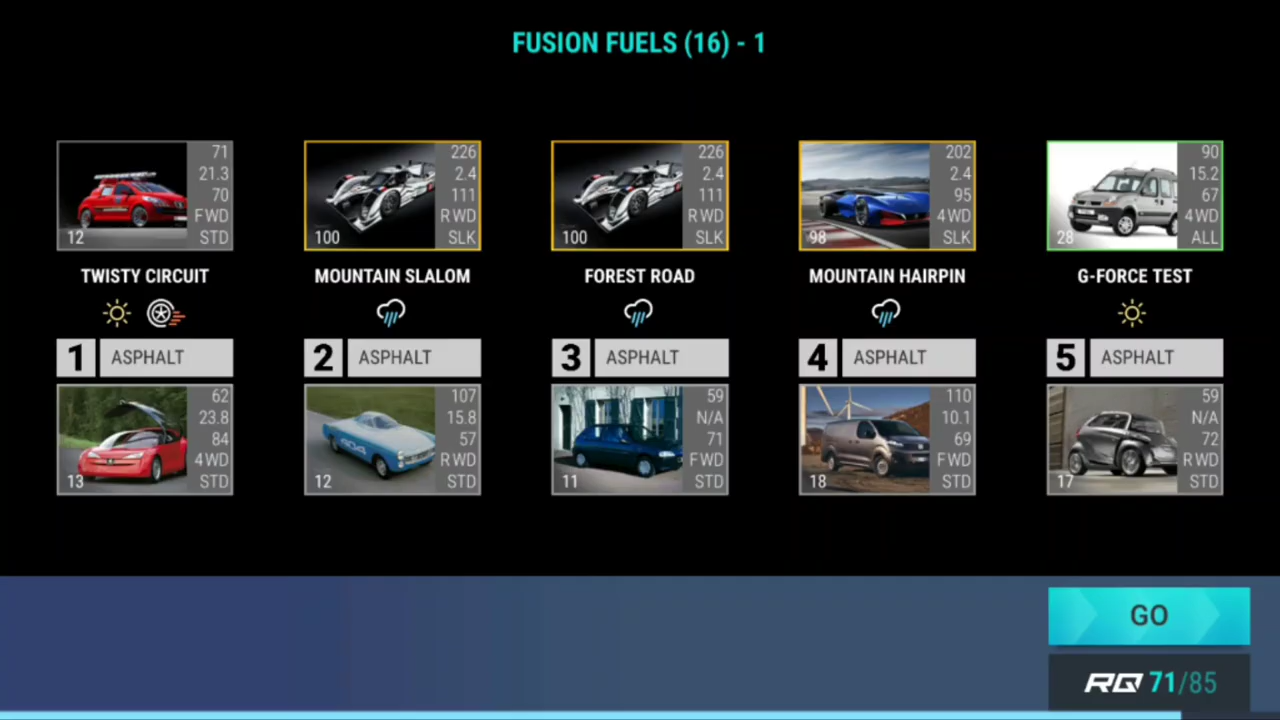 FUSION FUELS (16) - 1
71
21.3
70
FWD
12 STD
226
2.4
111
RWD
100 SLK
226
2.4
111
RWD
100 SLK
202
2.4
95
4WD
98 SLK
90
15.2
67
4WD
28 ALL
TWISTY CIRCUIT
MOUNTAIN SLALOM
FOREST ROAD
MOUNTAIN HAIRPIN
G-FORCE TEST
1 ASPHALT
2 ASPHALT
3 ASPHALT
4 ASPHALT
5 ASPHALT
62
23.8
84
4WD
13 STD
404
107
15.8
57
RWD
12 STD
59
N/A
71
FWD
11 STD
110
10.1
69
FWD
18 STD
59
N/A
72
RWD
17 STD
GO
RQ 71/85